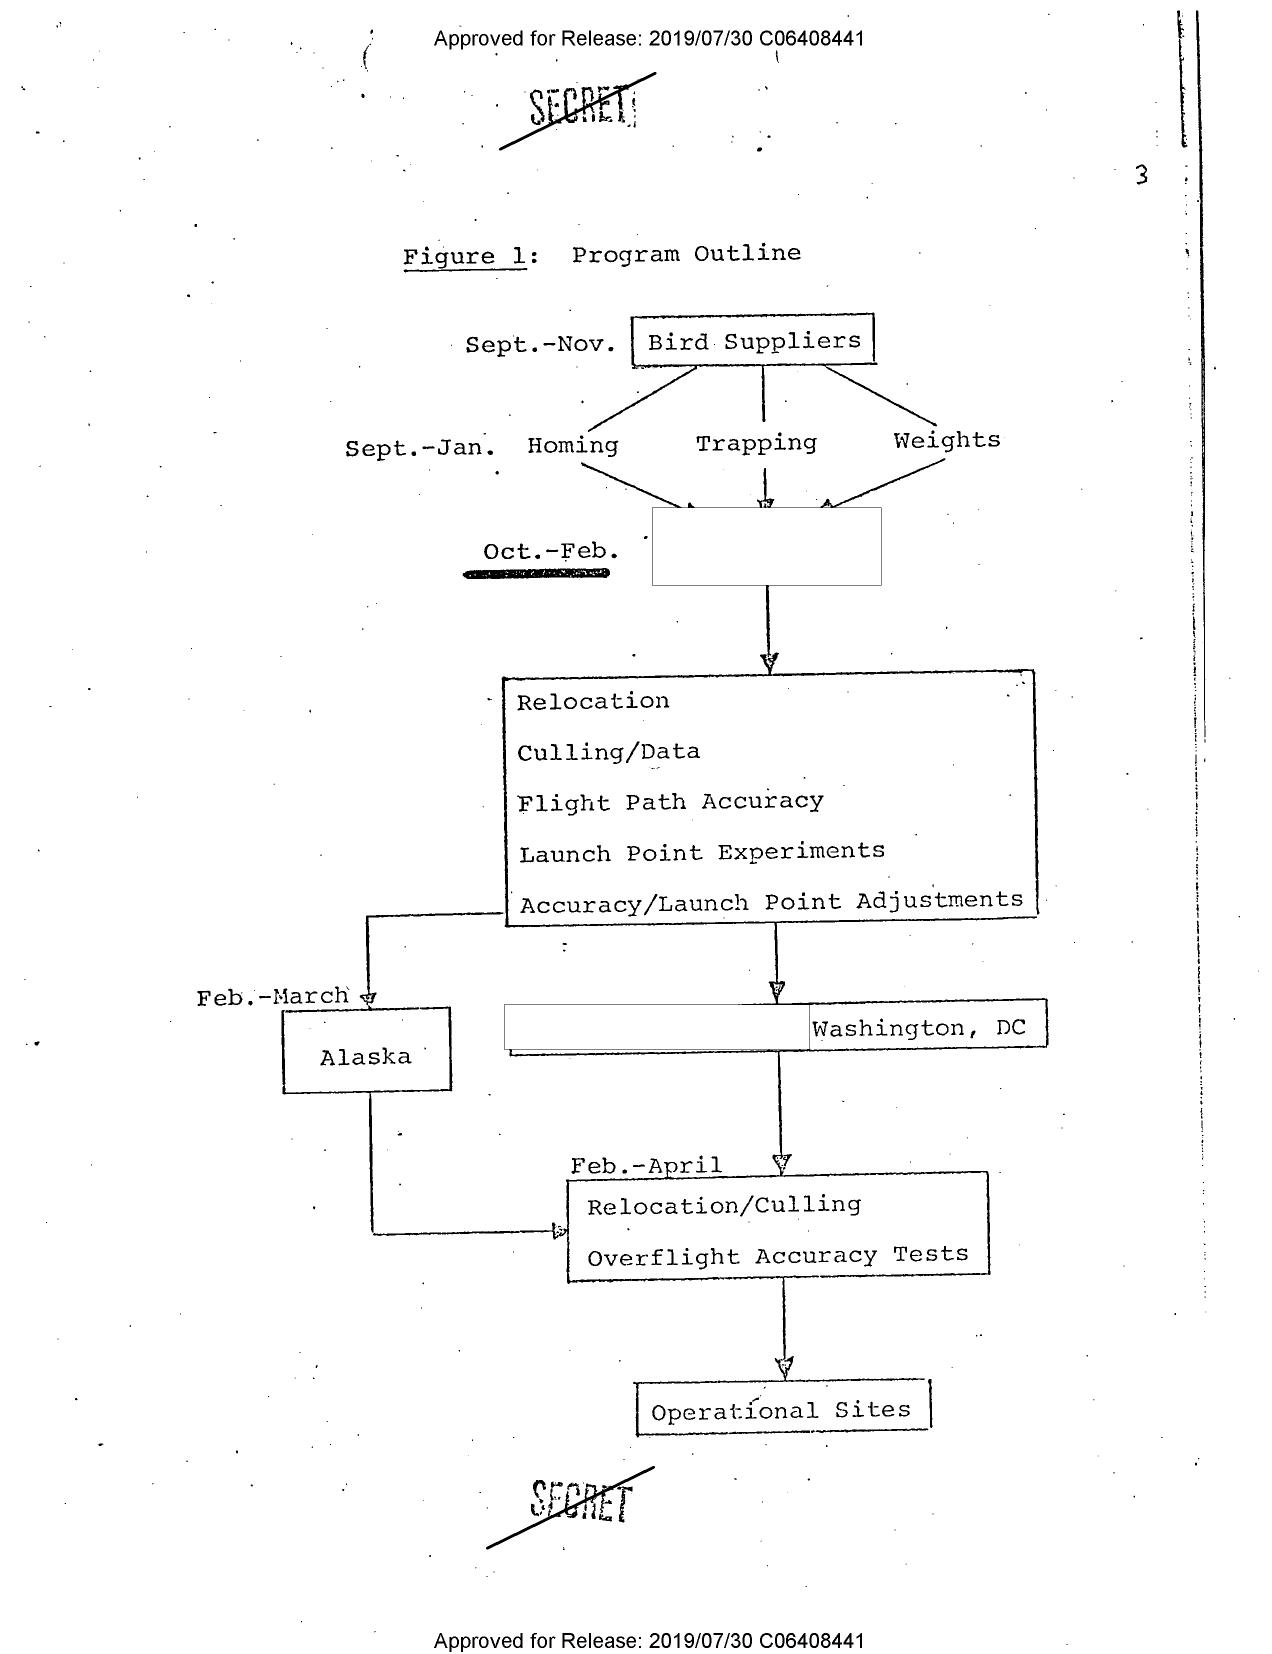 Approved for Release: 2019/07/30 C06408441
SECRET
3
Figure 1: Program Outline
Sept.-Nov. Bird Suppliers
Sept.-Jan. Homing Trapping Weights
Oct.-Feb.
Relocation
Culling/Data
Flight Path Accuracy
Launch Point Experiments
Accuracy/Launch Point Adjustments
Feb.-March
Alaska
Washington, DC
Feb.-April
Relocation/Culling
Overflight Accuracy Tests
Operational Sites
SECRET
Approved for Release: 2019/07/30 C06408441